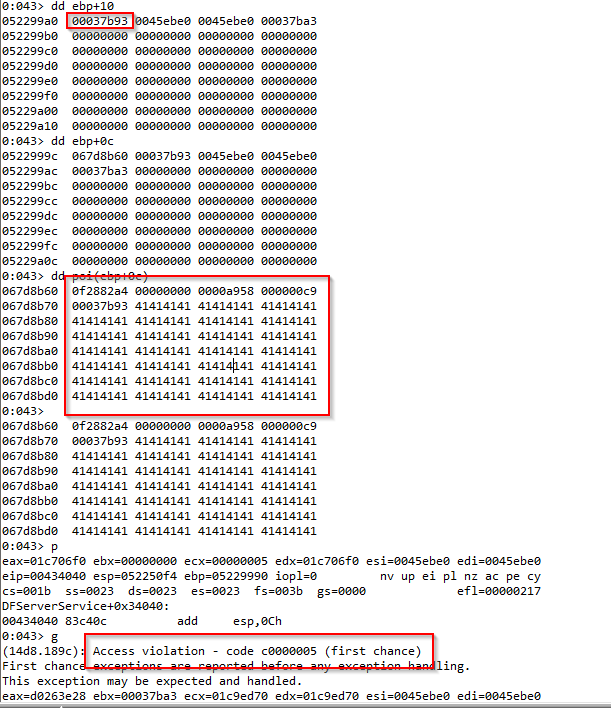 0:043> dd ebp+10
052299a0  00037b93 0045ebe0 0045ebe0 00037ba3
052299b0  00000000 00000000 00000000 00000000
052299c0  00000000 00000000 00000000 00000000
052299d0  00000000 00000000 00000000 00000000
052299e0  00000000 00000000 00000000 00000000
052299f0  00000000 00000000 00000000 00000000
05229a00  00000000 00000000 00000000 00000000
05229a10  00000000 00000000 00000000 00000000
0:043> dd ebp+0c
0522999c  067d8b60 00037b93 0045ebe0 0045ebe0
052299ac  00037ba3 00000000 00000000 00000000
052299bc  00000000 00000000 00000000 00000000
052299cc  00000000 00000000 00000000 00000000
052299dc  00000000 00000000 00000000 00000000
052299ec  00000000 00000000 00000000 00000000
052299fc  00000000 00000000 00000000 00000000
05229a0c  00000000 00000000 00000000 00000000
0:043> dd poi(ebp+0c)
067d8b60  0f2882a4 00000000 0000a958 000000c9
067d8b70  00037b93 41414141 41414141 41414141
067d8b80  41414141 41414141 41414141 41414141
067d8b90  41414141 41414141 41414141 41414141
067d8ba0  41414141 41414141 41414141 41414141
067d8bb0  41414141 41414141 41414141 41414141
067d8bc0  41414141 41414141 41414141 41414141
067d8bd0  41414141 41414141 41414141 41414141
0:043>
067d8b60  0f2882a4 00000000 0000a958 000000c9
067d8b70  00037b93 41414141 41414141 41414141
067d8b80  41414141 41414141 41414141 41414141
067d8b90  41414141 41414141 41414141 41414141
067d8ba0  41414141 41414141 41414141 41414141
067d8bb0  41414141 41414141 41414141 41414141
067d8bc0  41414141 41414141 41414141 41414141
067d8bd0  41414141 41414141 41414141 41414141
0:043> p
eax=01c706f0 ebx=00000000 ecx=00000005 edx=01c706f0 esi=0045ebe0 edi=0045ebe0
eip=00434040 esp=052250f4 ebp=05229990 iopl=0         nv up ei pl nz ac pe cy
cs=001b  ss=0023  ds=0023  es=0023  fs=003b  gs=0000             efl=00000217
DFServerService+0x34040:
00434040 83c40c          add     esp,0Ch
0:043> g
(14d8.189c): Access violation - code c0000005 (first chance)
First chance exceptions are reported before any exception handling.
This exception may be expected and handled.
eax=d0263e28 ebx=00037ba3 ecx=01c9ed70 edx=01c9ed70 esi=0045ebe0 edi=0045ebe0